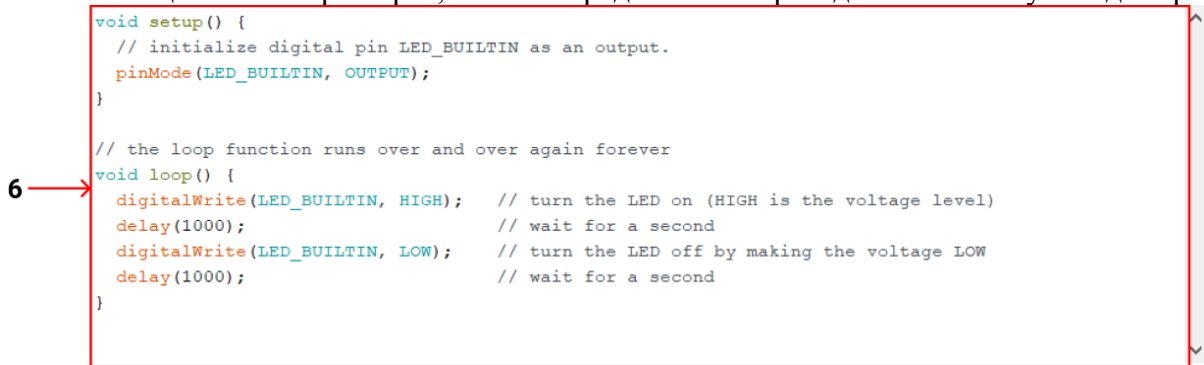 void setup() {
  // initialize digital pin LED_BUILTIN as an output.
  pinMode(LED_BUILTIN, OUTPUT);
}

// the loop function runs over and over again forever
6
void loop() {
  digitalWrite(LED_BUILTIN, HIGH);   // turn the LED on (HIGH is the voltage level)
  delay(1000);                       // wait for a second
  digitalWrite(LED_BUILTIN, LOW);    // turn the LED off by making the voltage LOW
  delay(1000);                       // wait for a second
}